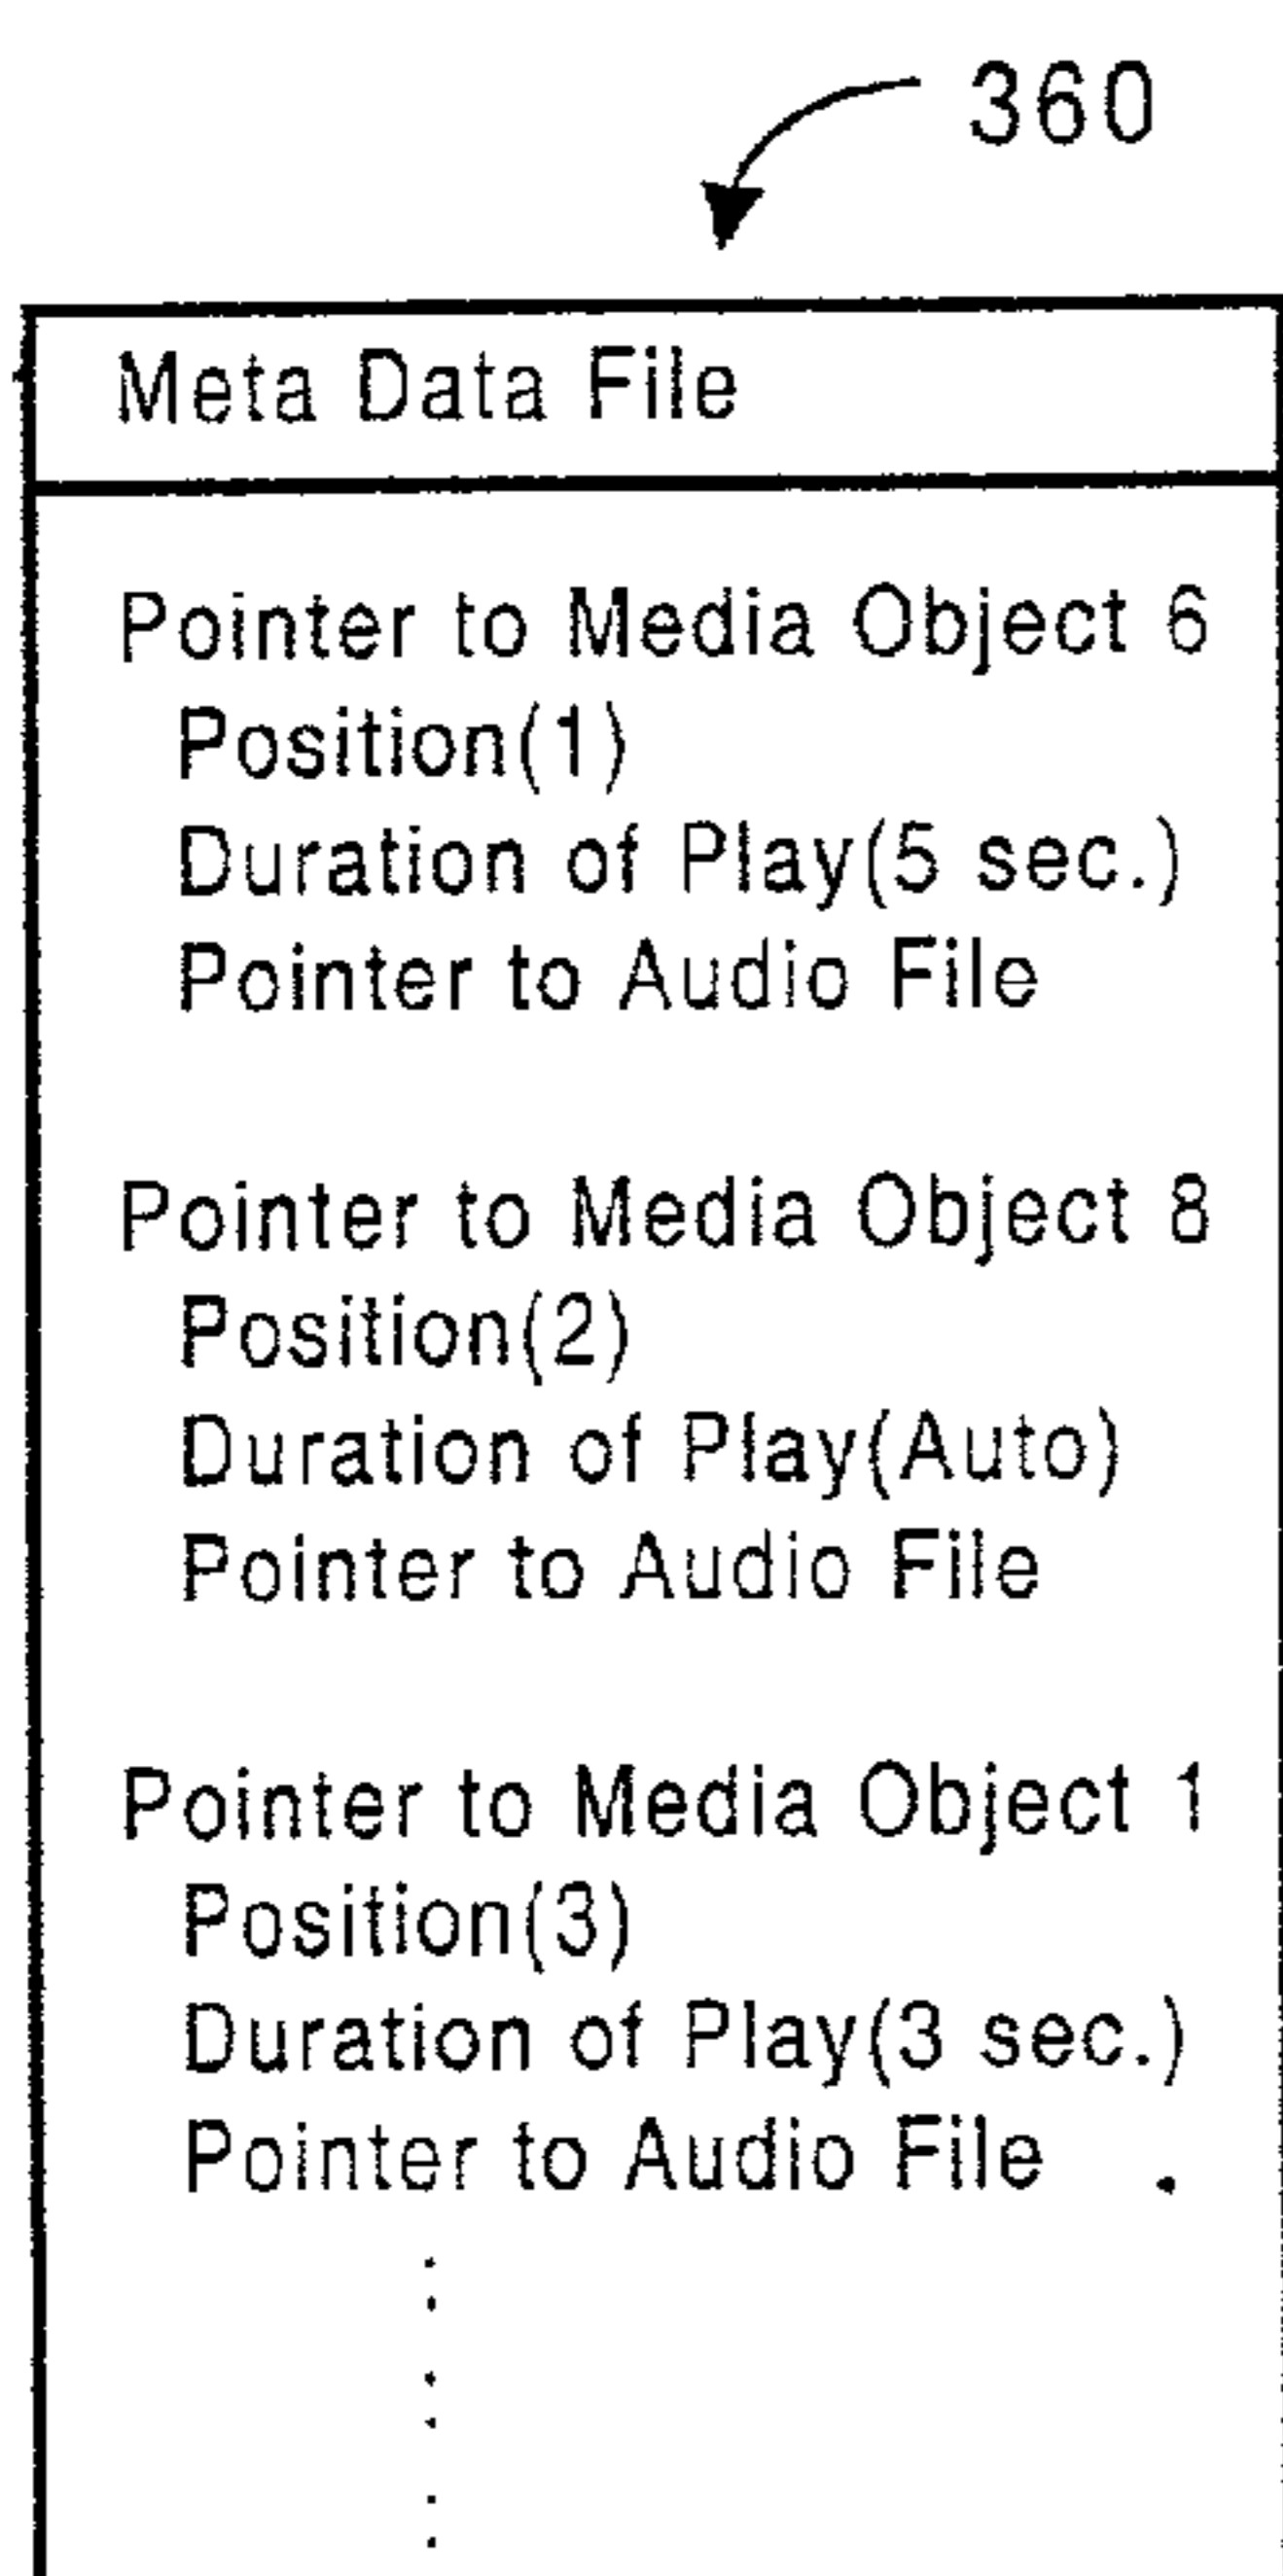 360
Meta Data File
Pointer to Media Object 6
Position(1)
Duration of Play(5 sec.)
Pointer to Audio File
Pointer to Media Object 8
Position(2)
Duration of Play(Auto)
Pointer to Audio File
Pointer to Media Object 1
Position(3)
Duration of Play(3 sec.)
Pointer to Audio File